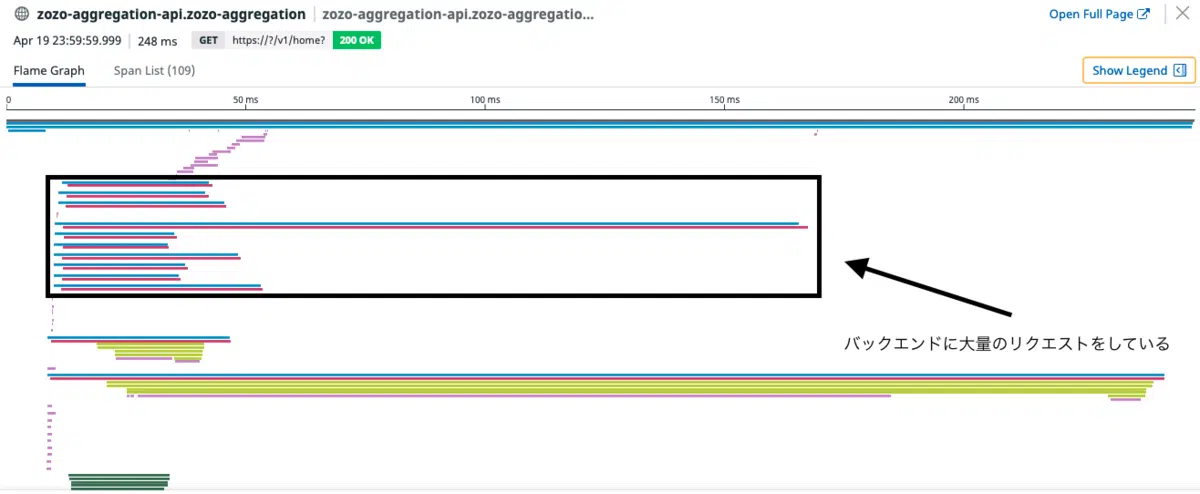 zozo-aggregation-api.zozo-aggregation zozo-aggregation-api.zozo-aggregatio... Open Full Page
Apr 19 23:59:59.999 248 ms GET https://?/v1/home? 200 OK
Flame Graph Span List (109) Show Legend
0 50 ms 100 ms 150 ms 200 ms
バックエンドに大量のリクエストをしている